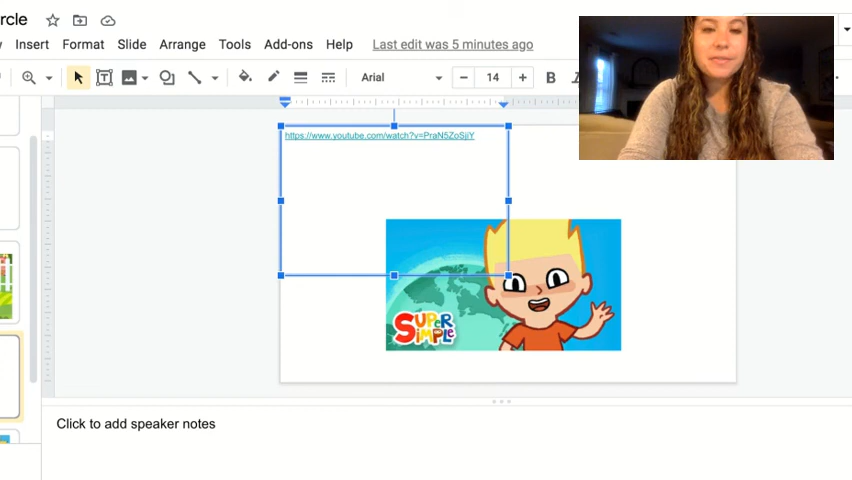 rcle
Insert Format Slide Arrange Tools Add-ons Help Last edit was 5 minutes ago
Arial 14 B
https://www.youtube.com/watch?v=PraN5ZoSjiY
SUPER
SIMPLE
Click to add speaker notes